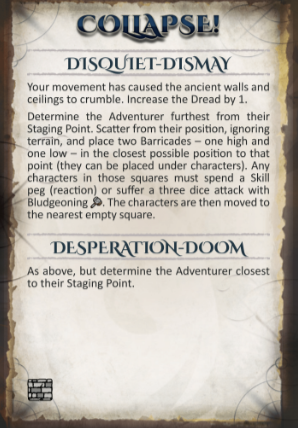 COLLAPSE!
DISQUIET-DISMAY
Your movement has caused the ancient walls and
ceilings to crumble. Increase the Dread by 1.
Determine the Adventurer furthest from their
Staging Point. Scatter from their position, ignoring
terrain, and place two Barricades – one high and
one low – in the closest possible position to that
point (they can be placed under characters). Any
characters in those squares must spend a Skill
peg (reaction) or suffer a three dice attack with
Bludgeoning . The characters are then moved to
the nearest empty square.
DESPERATION-DOOM
As above, but determine the Adventurer closest
to their Staging Point.